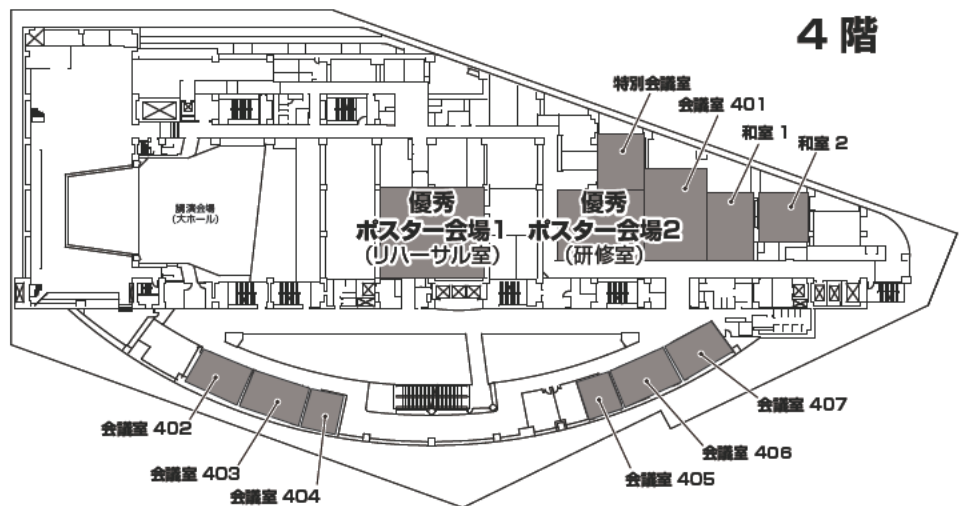 4 階
特別会議室
会議室 401
和室 1
和室 2
講演会場
(大ホール)
優秀
ポスター会場1
(リハーサル室)
優秀
ポスター会場2
(研修室)
会議室 402
会議室 403
会議室 404
会議室 405
会議室 406
会議室 407